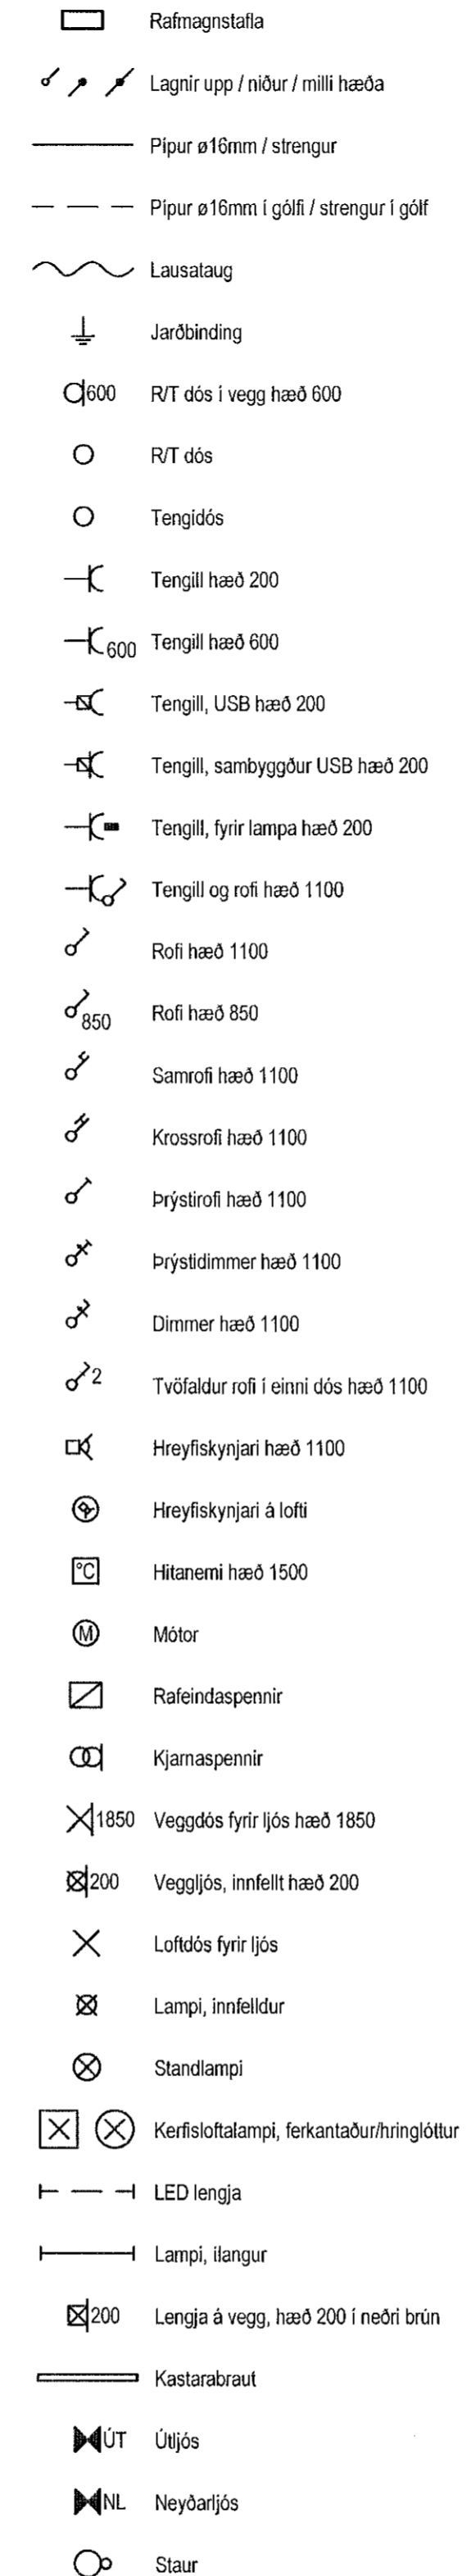 Rafmagnstafla
Lagnir upp / niður / milli hæða
Pípur ø16mm / strengur
Pípur ø16mm í gólfi / strengur í gólf
Lausataug
Jarðbinding
600 R/T dós í vegg hæð 600
R/T dós
Tengidós
Tengill hæð 200
600 Tengill hæð 600
Tengill, USB hæð 200
Tengill, sambyggður USB hæð 200
Tengill, fyrir lampa hæð 200
Tengill og rofi hæð 1100
Rofi hæð 1100
850 Rofi hæð 850
Samrofi hæð 1100
Krossrofi hæð 1100
Þrýstirofi hæð 1100
Þrýstidimmer hæð 1100
Dimmer hæð 1100
2 Tvöfaldur rofi í einni dós hæð 1100
Hreyfiskynjari hæð 1100
Hreyfiskynjari á lofti
°C Hitanemi hæð 1500
M Mótor
Rafeindaspennir
Kjarnaspennir
1850 Veggdós fyrir ljós hæð 1850
200 Veggljós, innfellt hæð 200
Loftdós fyrir ljós
Lampi, innfelldur
Standlampi
Kerfisloftalampi, ferkantaður/hringlóttur
LED lengja
Lampi, ílangur
200 Lengja á vegg, hæð 200 í neðri brún
Kastarabraut
ÚT Útljós
NL Neyðarljós
Staur